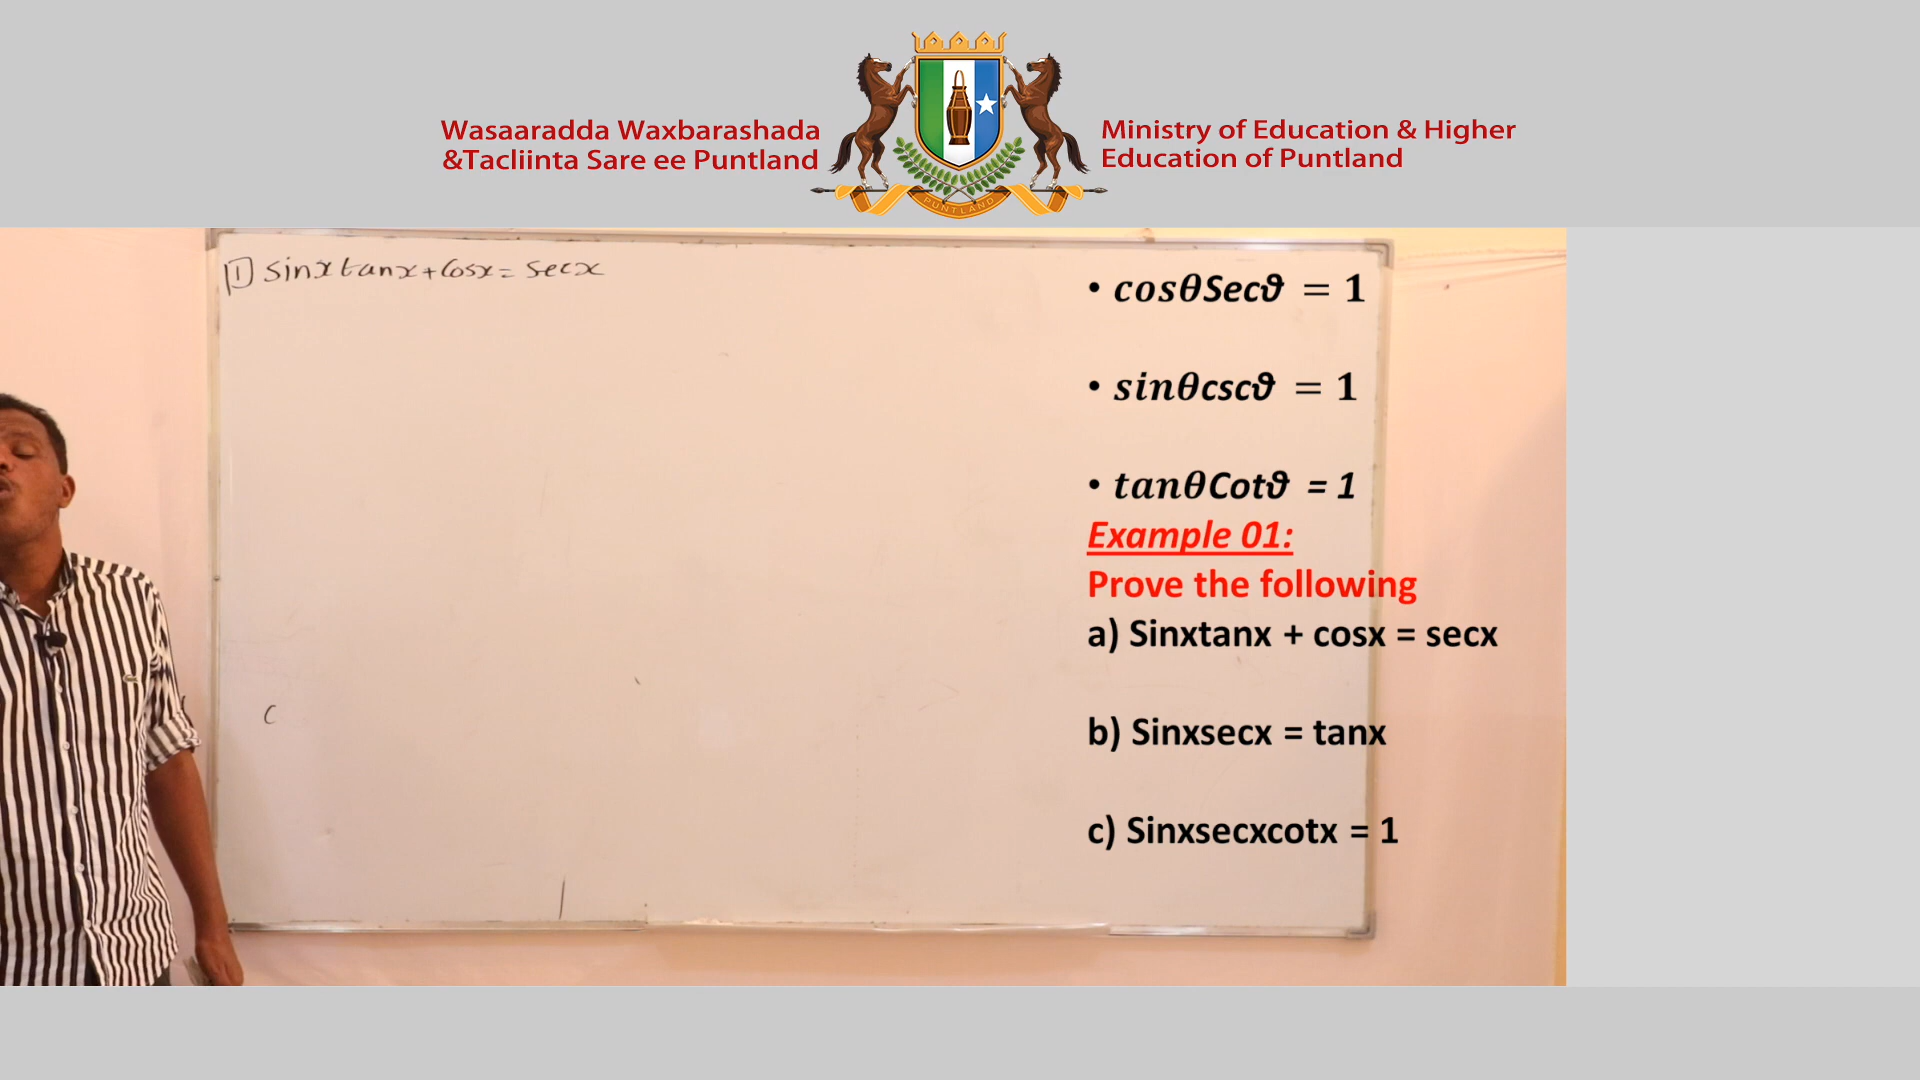 Wasaaradda Waxbarashada
&Tacliinta Sare ee Puntland
PUNTLAND
Ministry of Education & Higher
Education of Puntland
1 sinx tanx + Cosx = secx
C
• cosθSecϑ = 1
• sinθcscϑ = 1
• tanθCotϑ = 1
Example 01:
Prove the following
a) Sinxtanx + cosx = secx
b) Sinxsecx = tanx
c) Sinxsecxcotx = 1